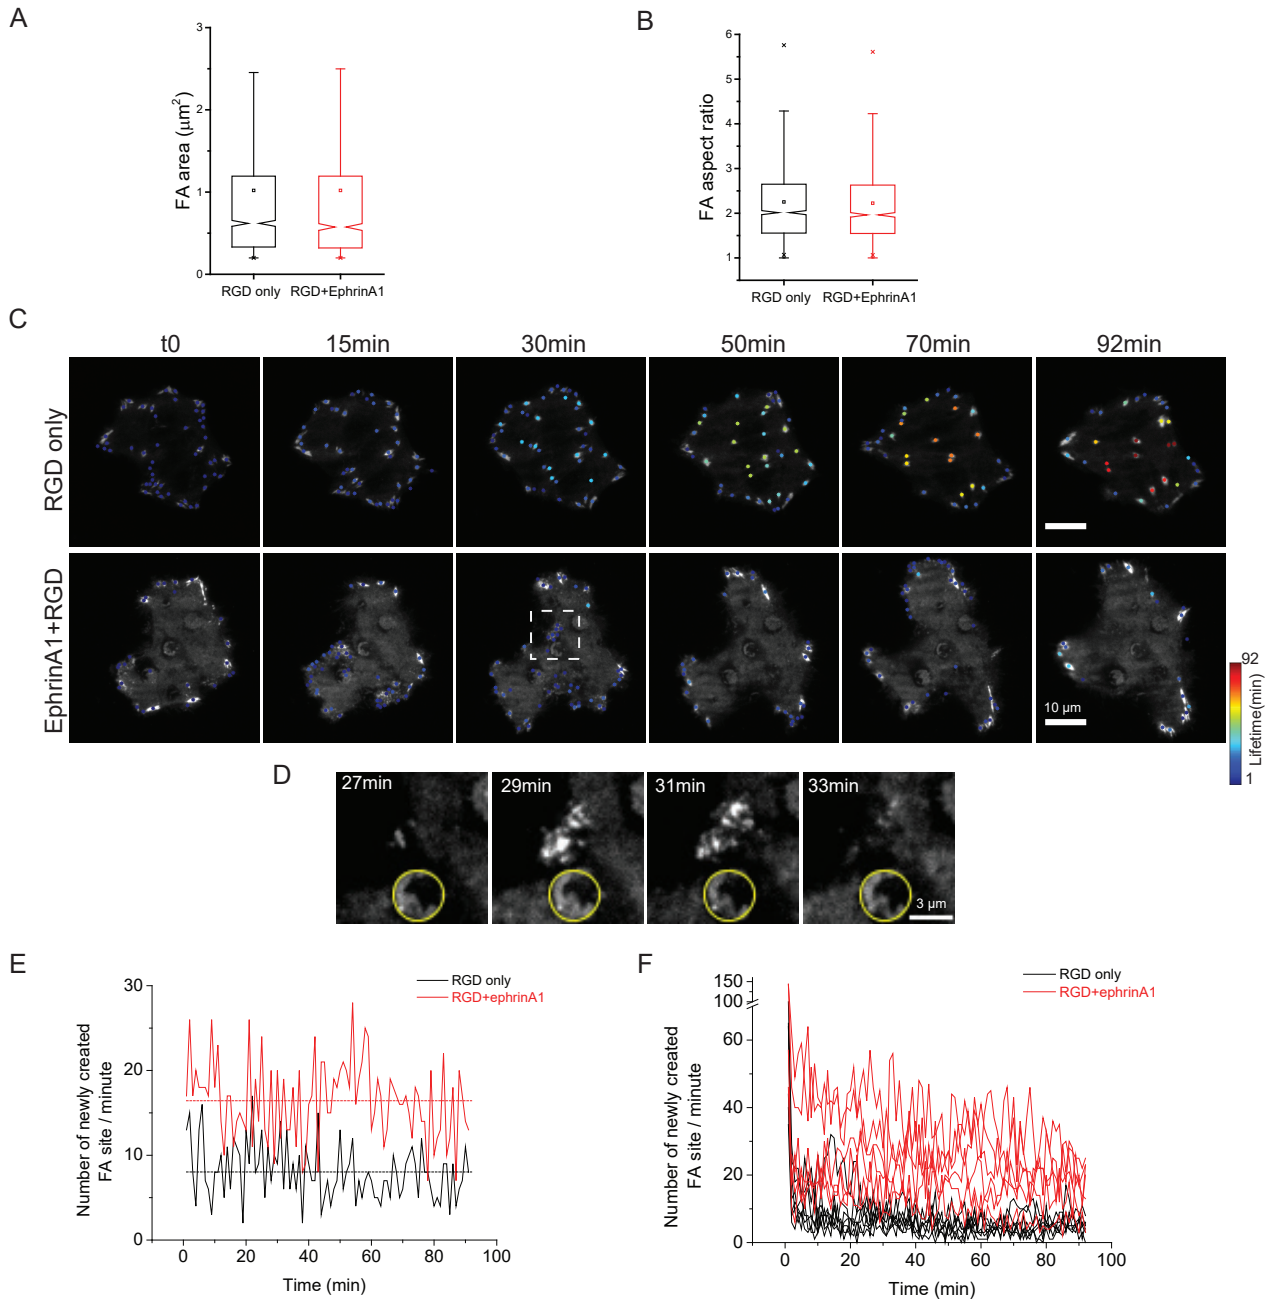 A
FA area (μm²)
3
2
1
0
RGD only
RGD+EphrinA1
B
FA aspect ratio
6
5
4
3
2
1
RGD only
RGD+EphrinA1
C
t0
15min
30min
50min
70min
92min
RGD only
EphrinA1+RGD
10 μm
92
Lifetime(min)
1
D
27min
29min
31min
33min
3 μm
E
RGD only
RGD+ephrinA1
Number of newly created
FA site / minute
30
20
10
0
0
20
40
60
80
100
Time (min)
F
RGD only
RGD+ephrinA1
Number of newly created
FA site / minute
150
100
60
40
20
0
0
20
40
60
80
100
Time (min)